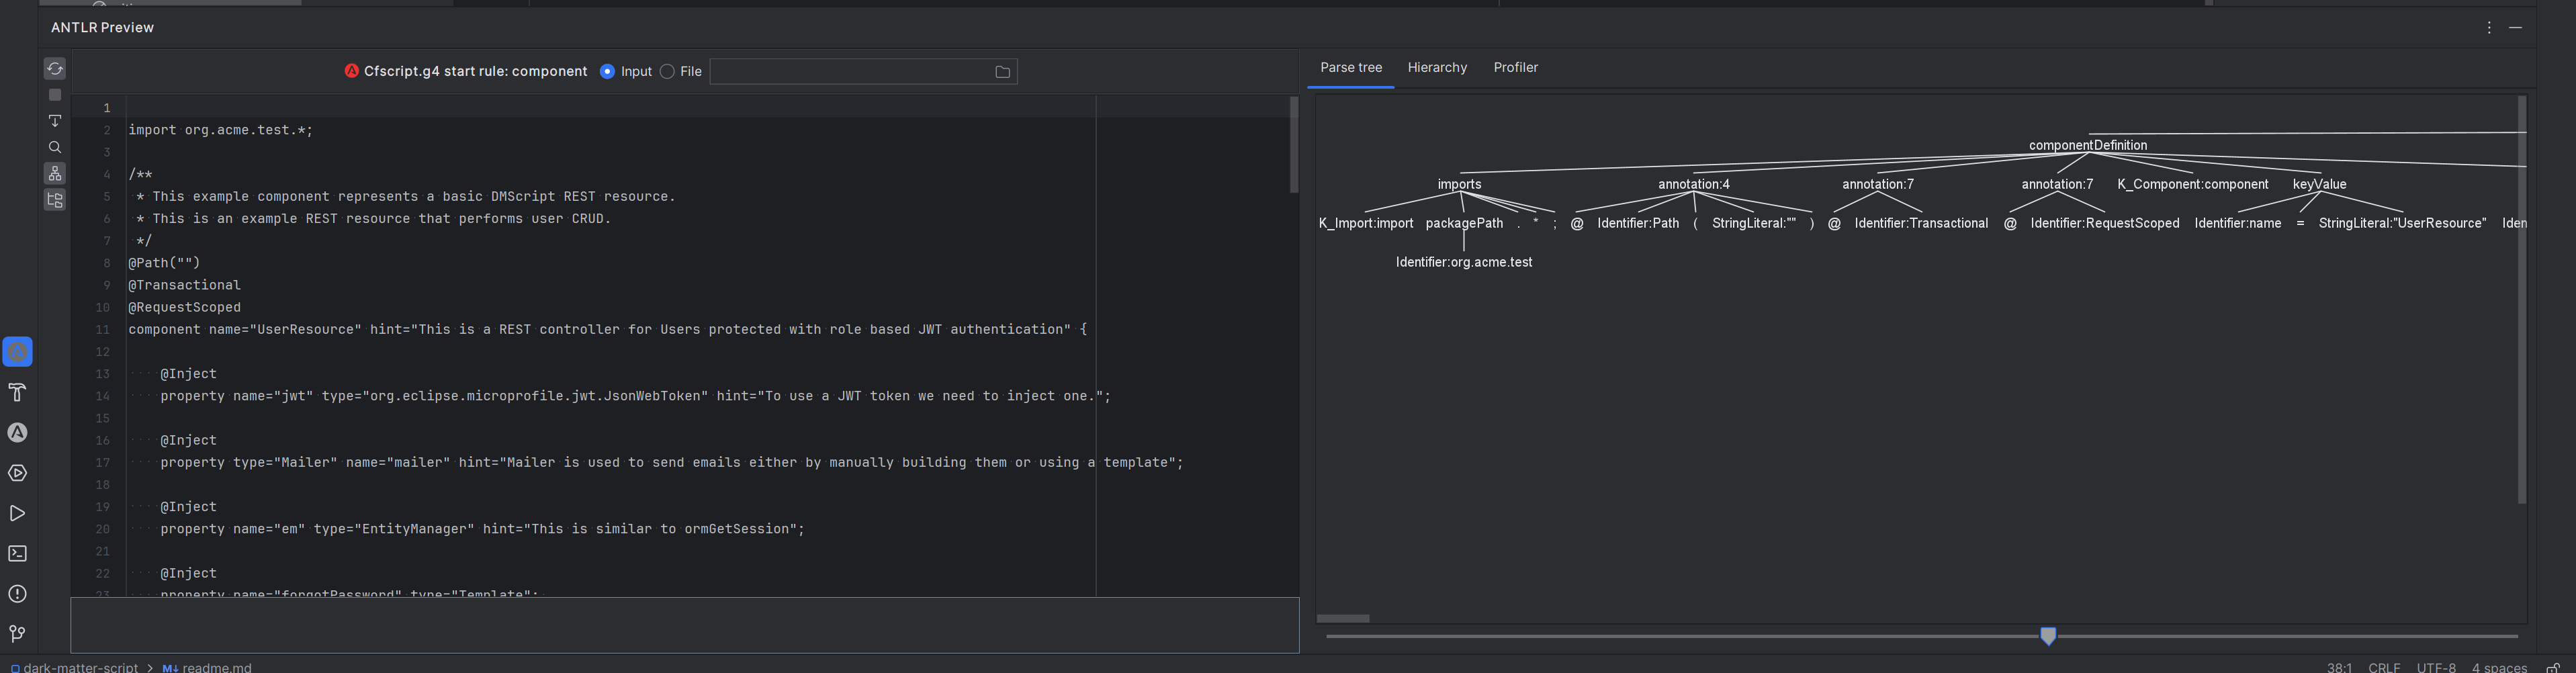 ANTLR Preview
Cfscript.g4 start rule: component Input File
1
2 import org.acme.test.*;
3
4 /**
5  * This example component represents a basic DMScript REST resource.
6  * This is an example REST resource that performs user CRUD.
7  */
8 @Path("")
9 @Transactional
10 @RequestScoped
11 component name="UserResource" hint="This is a REST controller for Users protected with role based JWT authentication" {
12
13     @Inject
14     property name="jwt" type="org.eclipse.microprofile.jwt.JsonWebToken" hint="To use a JWT token we need to inject one.";
15
16     @Inject
17     property type="Mailer" name="mailer" hint="Mailer is used to send emails either by manually building them or using a template";
18
19     @Inject
20     property name="em" type="EntityManager" hint="This is similar to ormGetSession";
21
22     @Inject
23     property name="forgotPassword" type="Template";
Parse tree Hierarchy Profiler
componentDefinition
imports annotation:4 annotation:7 annotation:7 K_Component:component keyValue
K_Import:import packagePath . * ; @ Identifier:Path ( StringLiteral:"" ) @ Identifier:Transactional @ Identifier:RequestScoped Identifier:name = StringLiteral:"UserResource" Iden
Identifier:org.acme.test
dark-matter-script > M↓ readme.md
38:1 CRLF UTF-8 4 spaces